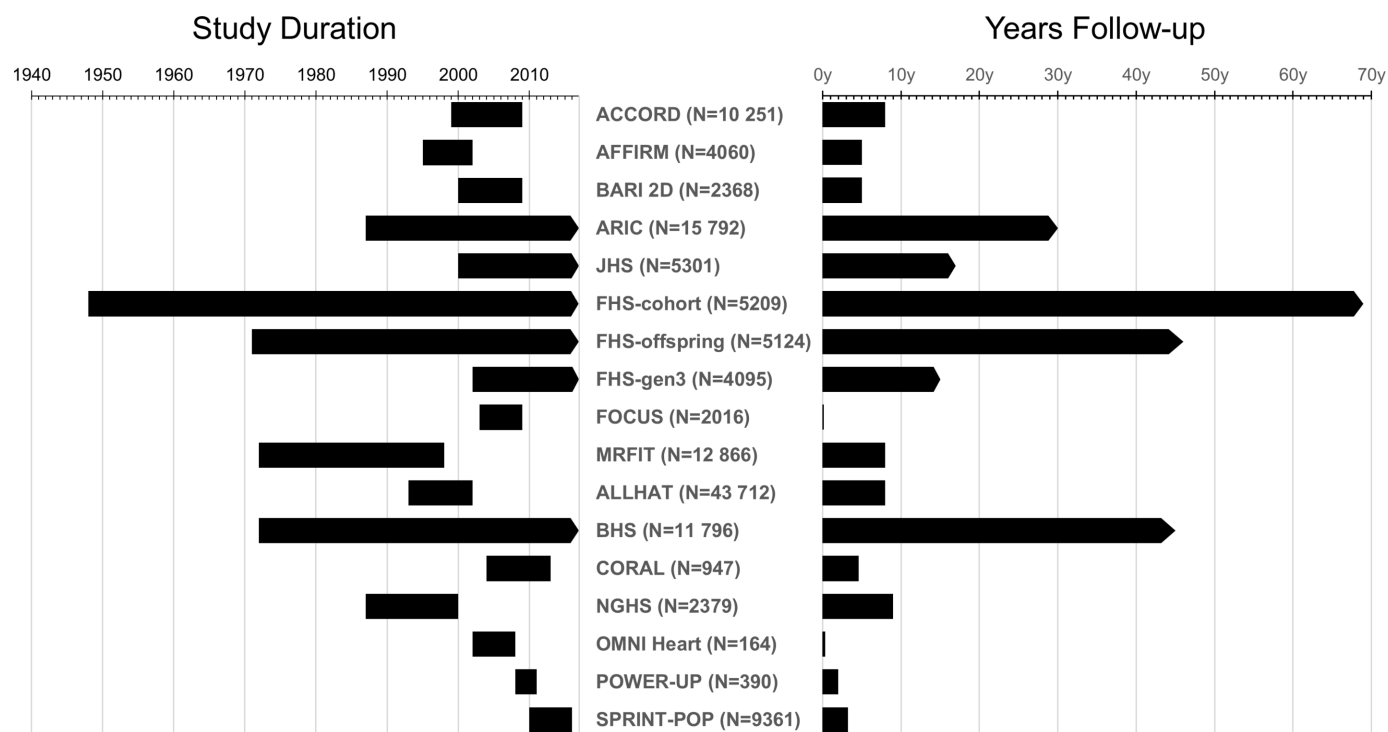 Study Duration
Years Follow-up
1940 1950 1960 1970 1980 1990 2000 2010
0y 10y 20y 30y 40y 50y 60y 70y
ACCORD (N=10 251)
AFFIRM (N=4060)
BARI 2D (N=2368)
ARIC (N=15 792)
JHS (N=5301)
FHS-cohort (N=5209)
FHS-offspring (N=5124)
FHS-gen3 (N=4095)
FOCUS (N=2016)
MRFIT (N=12 866)
ALLHAT (N=43 712)
BHS (N=11 796)
CORAL (N=947)
NGHS (N=2379)
OMNI Heart (N=164)
POWER-UP (N=390)
SPRINT-POP (N=9361)